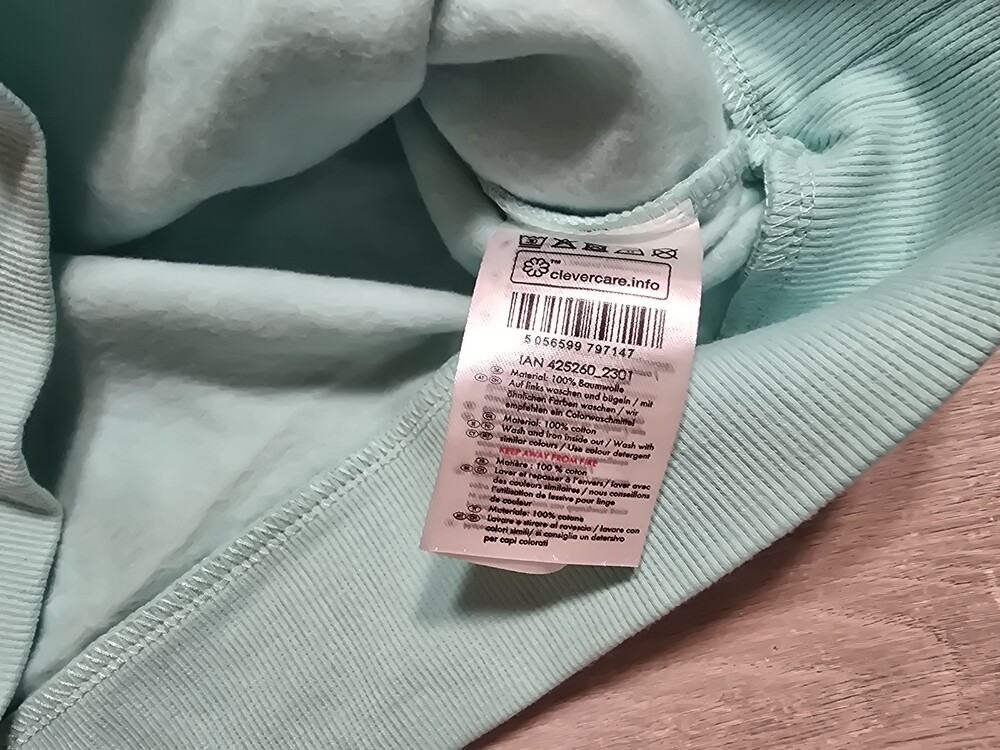 ™
clevercare.info
5 056599 797147
IAN 425260_2301
Material: 100% Baumwolle
Auf links waschen und bügeln / mit
ähnlichen Farben waschen / wir
empfehlen ein Colorwaschmittel
Material: 100% cotton
Wash and iron inside out / Wash with
similar colours / Use colour detergent
KEEP AWAY FROM FIRE
Matière : 100 % coton
Laver et repasser à l'envers/ laver avec
des couleurs similaires / nous conseillons
l'utilisation de lessive pour linge
de couleur
Materiale: 100% cotone
Lavare e stirare al rovescio / lavare con
colori simili/ si consiglia un detersivo
per capi colorati